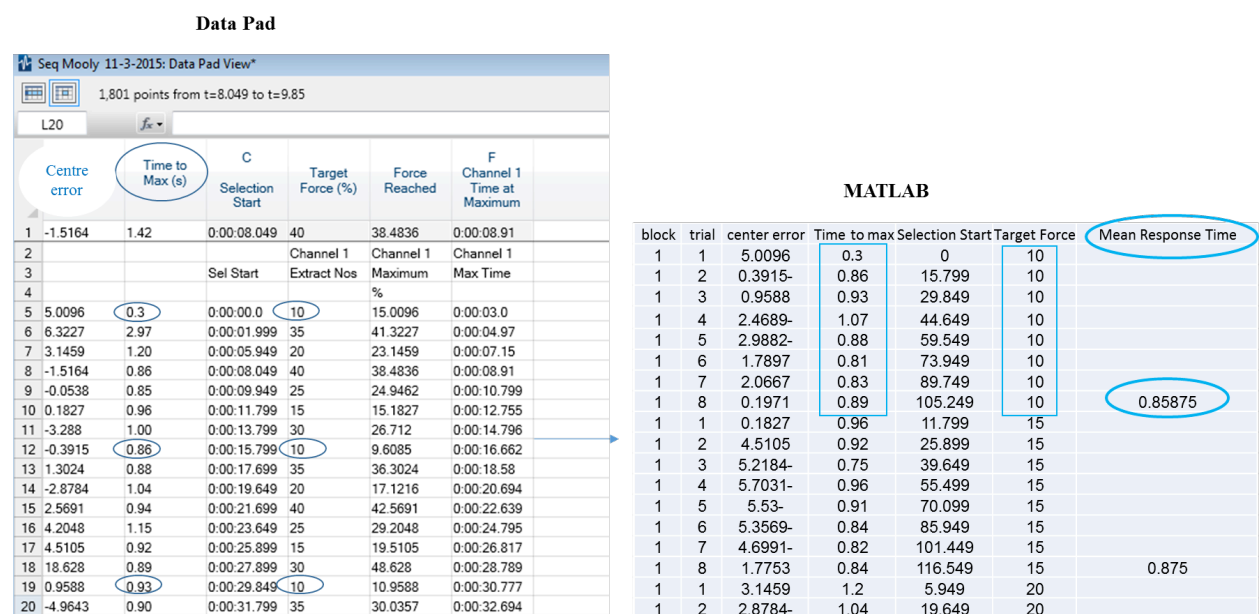 Data Pad
Seq Mooly 11-3-2015: Data Pad View*
1,801 points from t=8.049 to t=9.85
L20 fx
Centre error Time to Max (s) C Selection Start Target Force (%) Force Reached F Channel 1 Time at Maximum
1 -1.5164 1.42 0:00:08.049 40 38.4836 0:00:08.91
2 Channel 1 Channel 1 Channel 1
3 Sel Start Extract Nos Maximum Max Time
4 %
5 5.0096 0.3 0:00:00.0 10 15.0096 0:00:03.0
6 6.3227 2.97 0:00:01.999 35 41.3227 0:00:04.97
7 3.1459 1.20 0:00:05.949 20 23.1459 0:00:07.15
8 -1.5164 0.86 0:00:08.049 40 38.4836 0:00:08.91
9 -0.0538 0.85 0:00:09.949 25 24.9462 0:00:10.799
10 0.1827 0.96 0:00:11.799 15 15.1827 0:00:12.755
11 -3.288 1.00 0:00:13.799 30 26.712 0:00:14.796
12 -0.3915 0.86 0:00:15.799 10 9.6085 0:00:16.662
13 1.3024 0.88 0:00:17.699 35 36.3024 0:00:18.58
14 -2.8784 1.04 0:00:19.649 20 17.1216 0:00:20.694
15 2.5691 0.94 0:00:21.699 40 42.5691 0:00:22.639
16 4.2048 1.15 0:00:23.649 25 29.2048 0:00:24.795
17 4.5105 0.92 0:00:25.899 15 19.5105 0:00:26.817
18 18.628 0.89 0:00:27.899 30 48.628 0:00:28.789
19 0.9588 0.93 0:00:29.849 10 10.9588 0:00:30.777
20 -4.9643 0.90 0:00:31.799 35 30.0357 0:00:32.694
MATLAB
block trial center error Time to max Selection Start Target Force Mean Response Time
1 1 5.0096 0.3 0 10
1 2 0.3915- 0.86 15.799 10
1 3 0.9588 0.93 29.849 10
1 4 2.4689- 1.07 44.649 10
1 5 2.9882- 0.88 59.549 10
1 6 1.7897 0.81 73.949 10
1 7 2.0667 0.83 89.749 10
1 8 0.1971 0.89 105.249 10 0.85875
1 1 0.1827 0.96 11.799 15
1 2 4.5105 0.92 25.899 15
1 3 5.2184- 0.75 39.649 15
1 4 5.7031- 0.96 55.499 15
1 5 5.53- 0.91 70.099 15
1 6 5.3569- 0.84 85.949 15
1 7 4.6991- 0.82 101.449 15
1 8 1.7753 0.84 116.549 15 0.875
1 1 3.1459 1.2 5.949 20
1 2 2.8784- 1.04 19.649 20